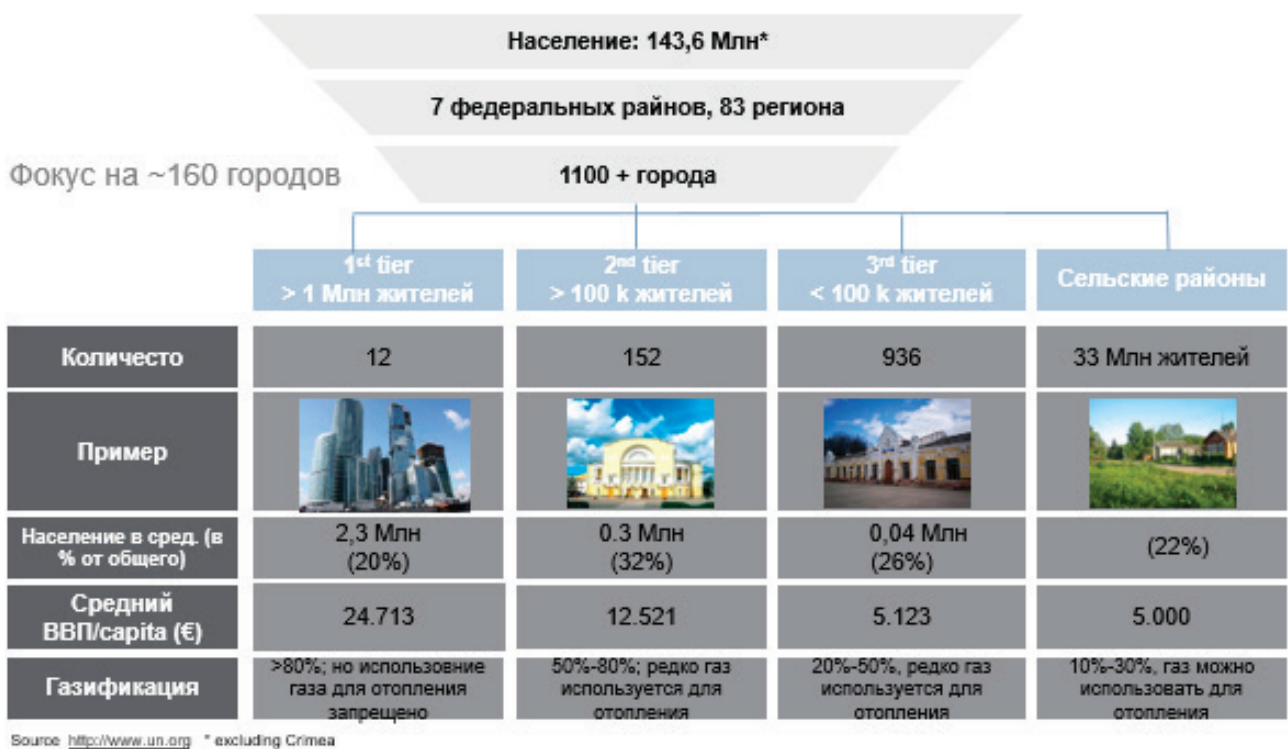 Население: 143,6 Млн*
7 федеральных райнов, 83 региона
Фокус на ~160 городов
1100 + города
1st tier
> 1 Млн жителей
2nd tier
> 100 k жителей
3rd tier
< 100 k жителей
Сельские районы
Количесто
12
152
936
33 Млн жителей
Пример
Население в сред. (в
% от общего)
2,3 Млн
(20%)
0.3 Млн
(32%)
0,04 Млн
(26%)
(22%)
Средний
ВВП/capita (€)
24.713
12.521
5.123
5.000
Газификация
>80%; но использовние
газа для отопления
запрещено
50%-80%; редко газ
используется для
отопления
20%-50%, редко газ
используется для
отопления
10%-30%, газ можно
использовать для
отопления
Source http://www.un.org * excluding Crimea